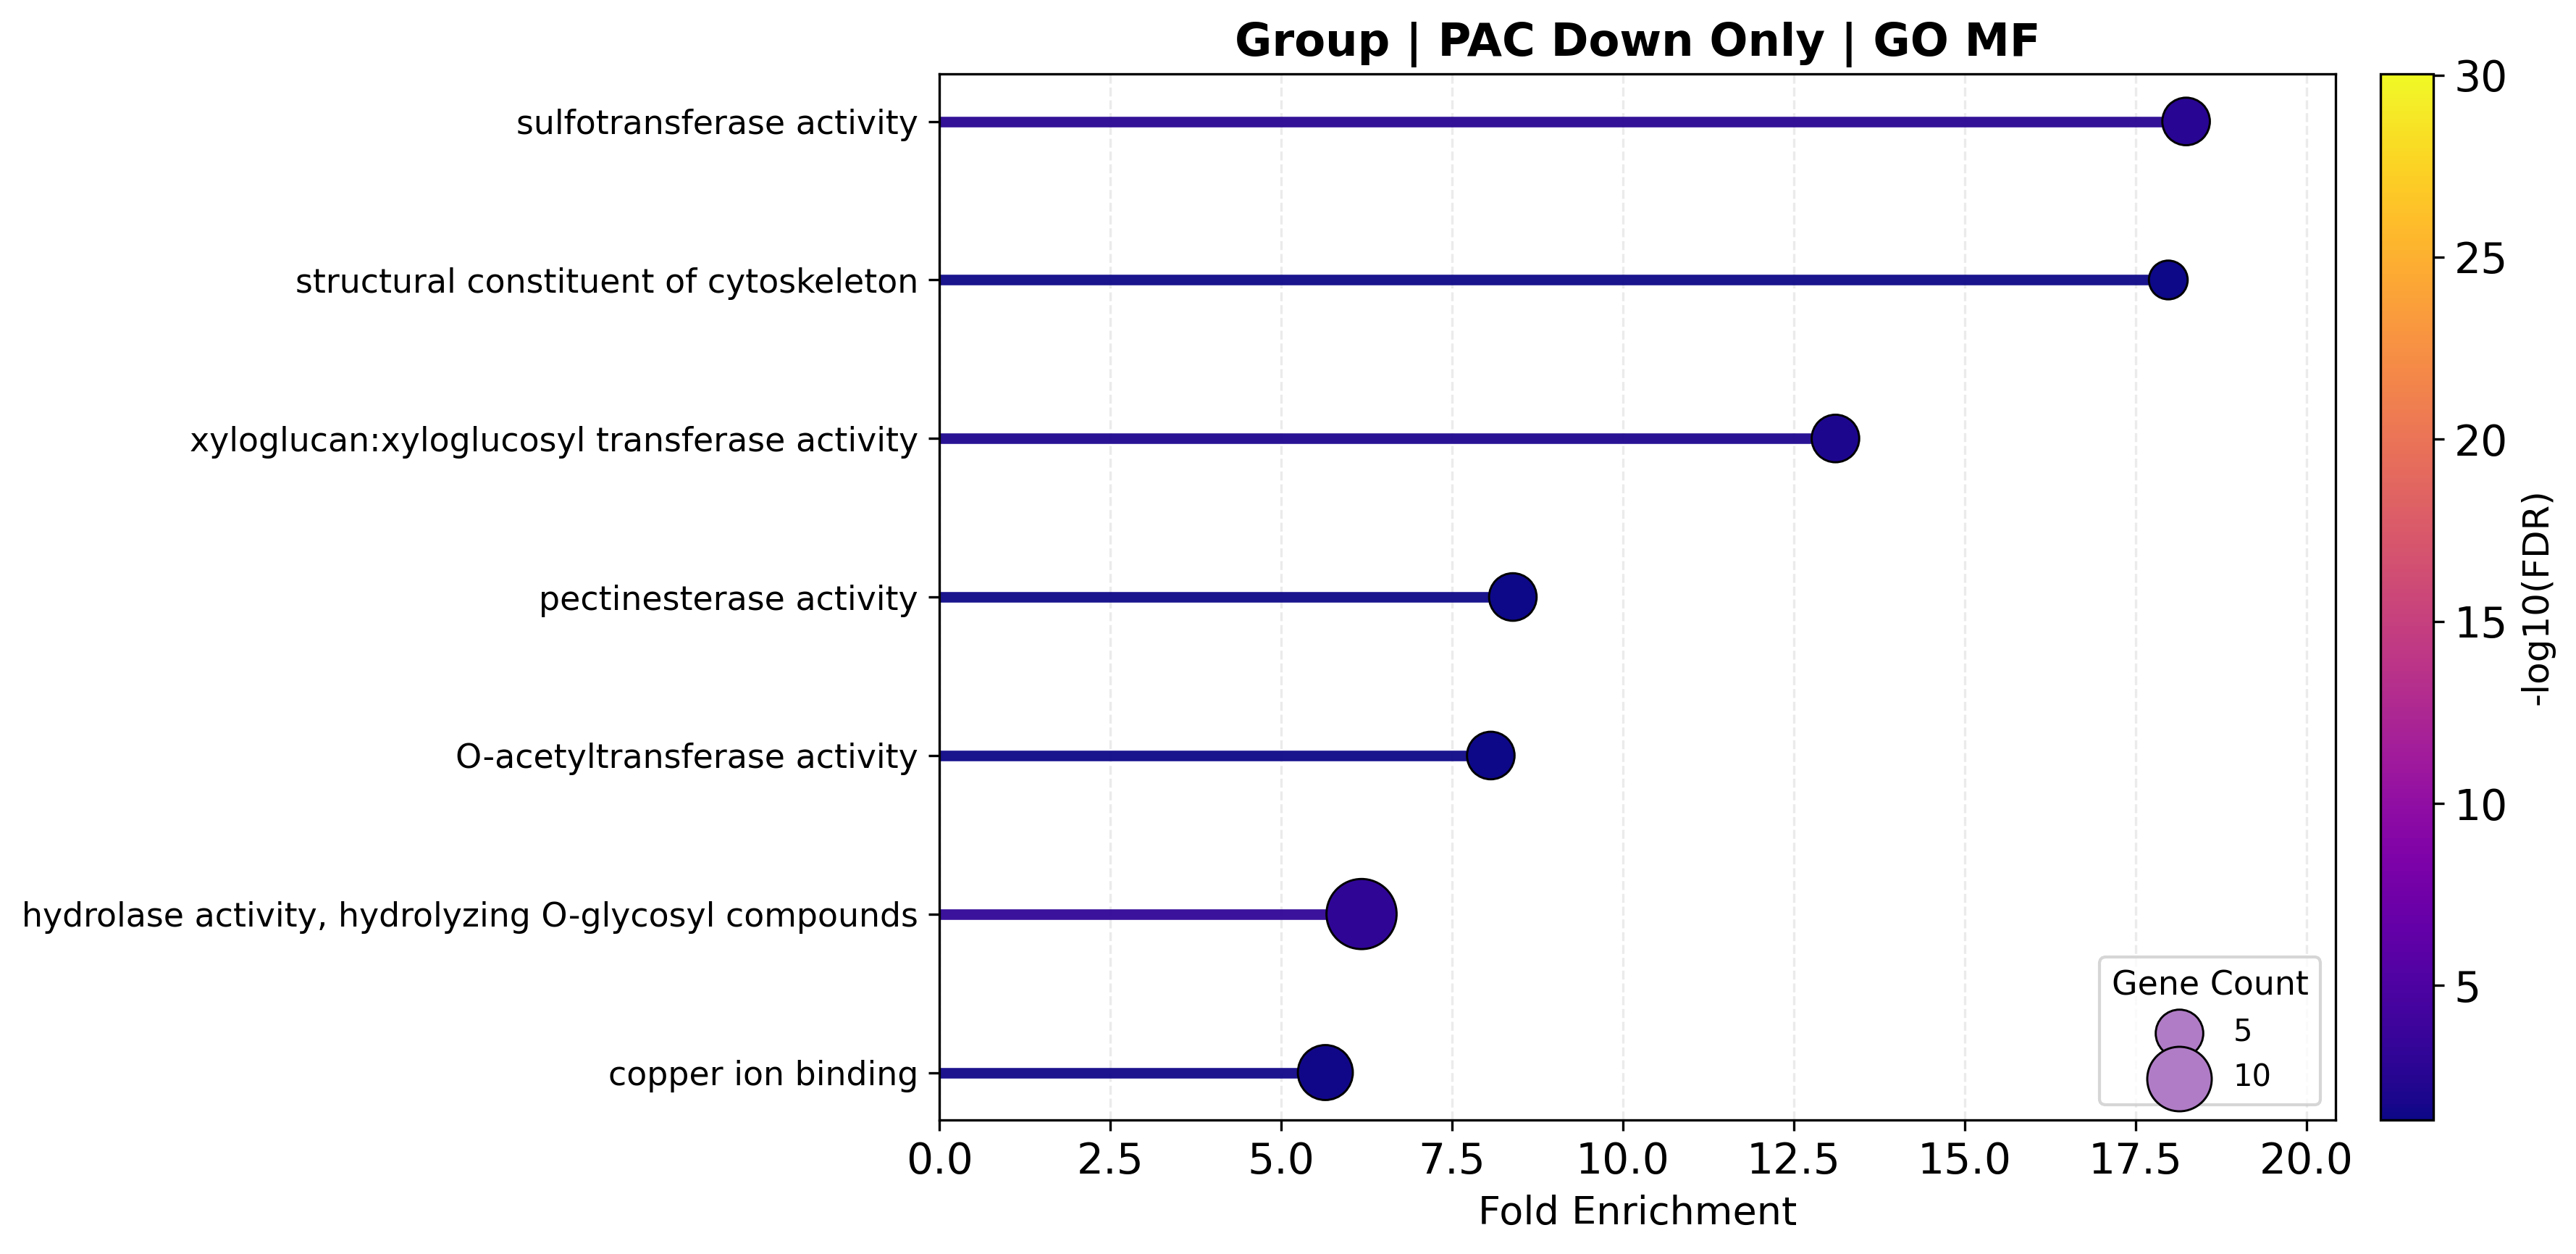 Group | PAC Down Only | GO MF
sulfotransferase activity
structural constituent of cytoskeleton
xyloglucan:xyloglucosyl transferase activity
pectinesterase activity
O-acetyltransferase activity
hydrolase activity, hydrolyzing O-glycosyl compounds
copper ion binding
0.0 2.5 5.0 7.5 10.0 12.5 15.0 17.5 20.0
Fold Enrichment
Gene Count
5
10
30
25
20
15
10
5
-log10(FDR)